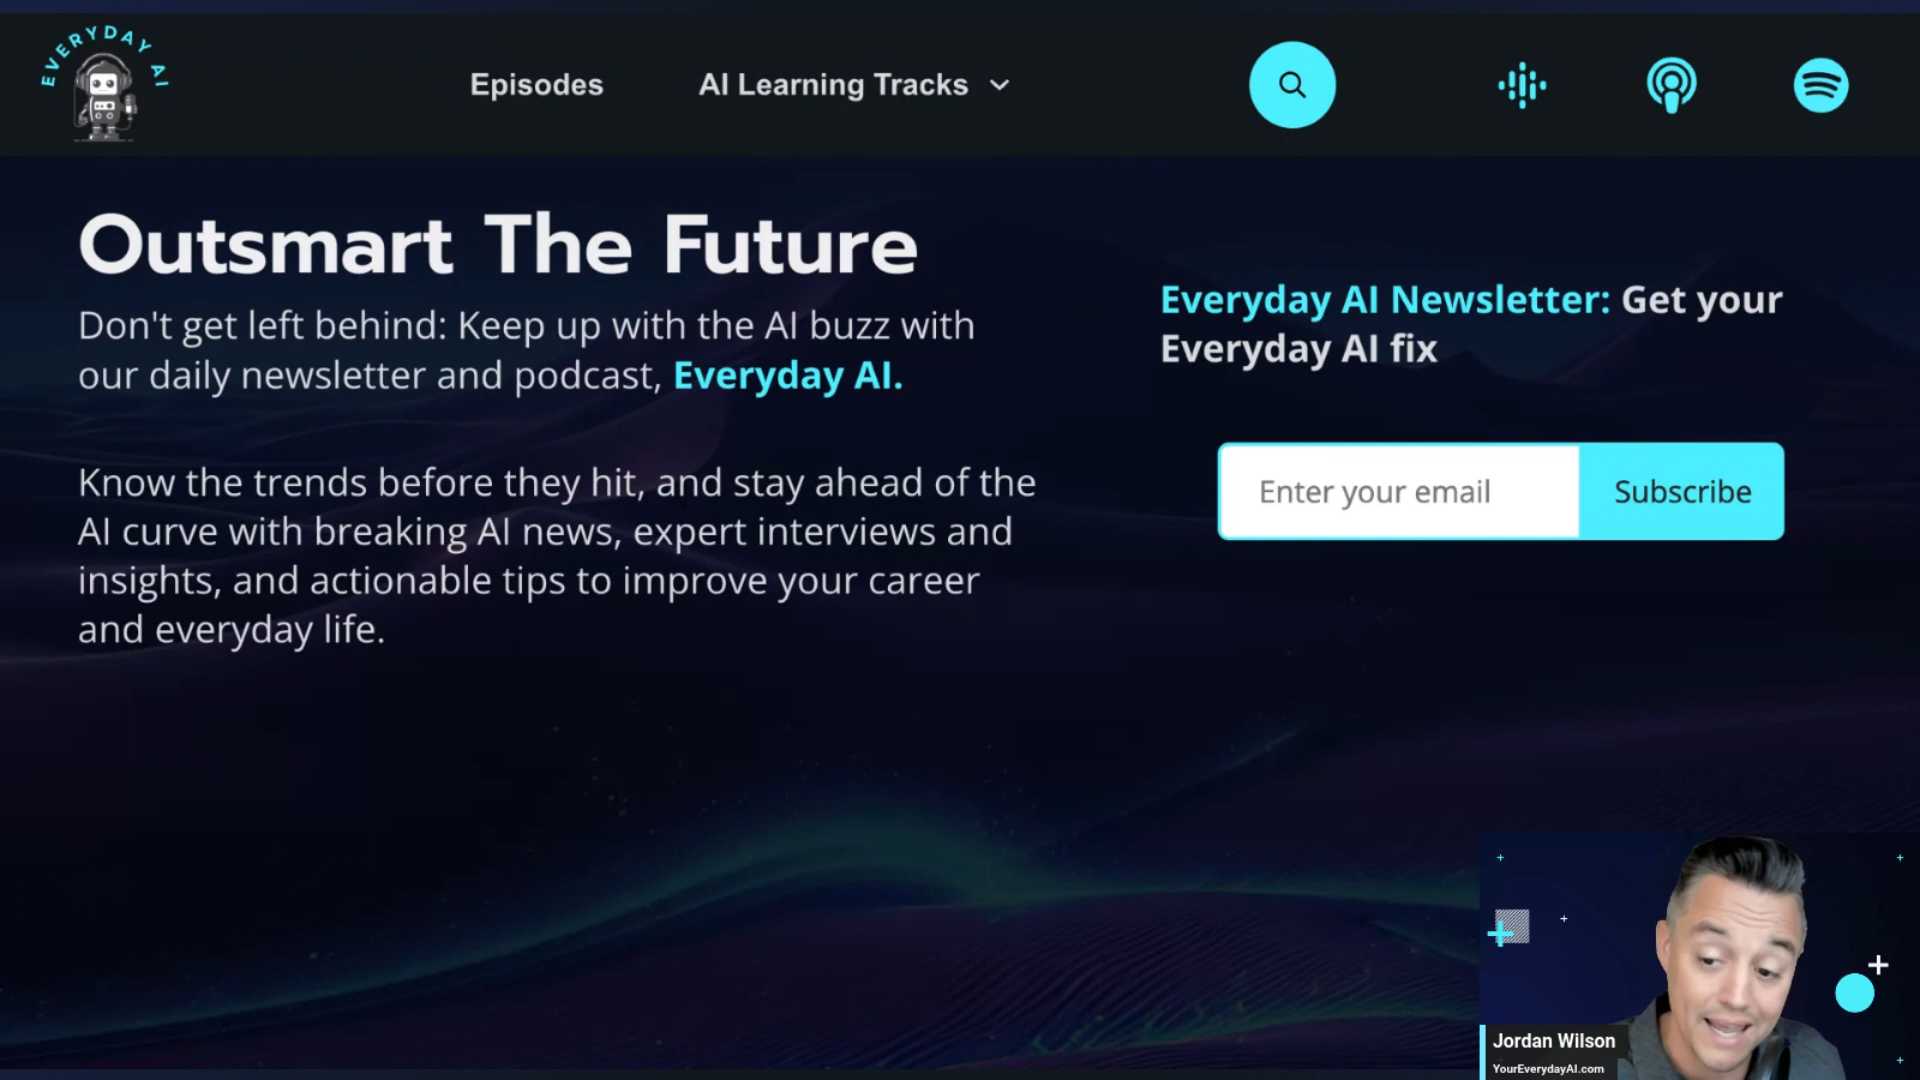 EVERYDAY AI
Episodes
AI Learning Tracks
Outsmart The Future
Don't get left behind: Keep up with the AI buzz with
our daily newsletter and podcast, Everyday AI.
Know the trends before they hit, and stay ahead of the
AI curve with breaking AI news, expert interviews and
insights, and actionable tips to improve your career
and everyday life.
Everyday AI Newsletter: Get your
Everyday AI fix
Enter your email
Subscribe
Jordan Wilson
YourEverydayAI.com